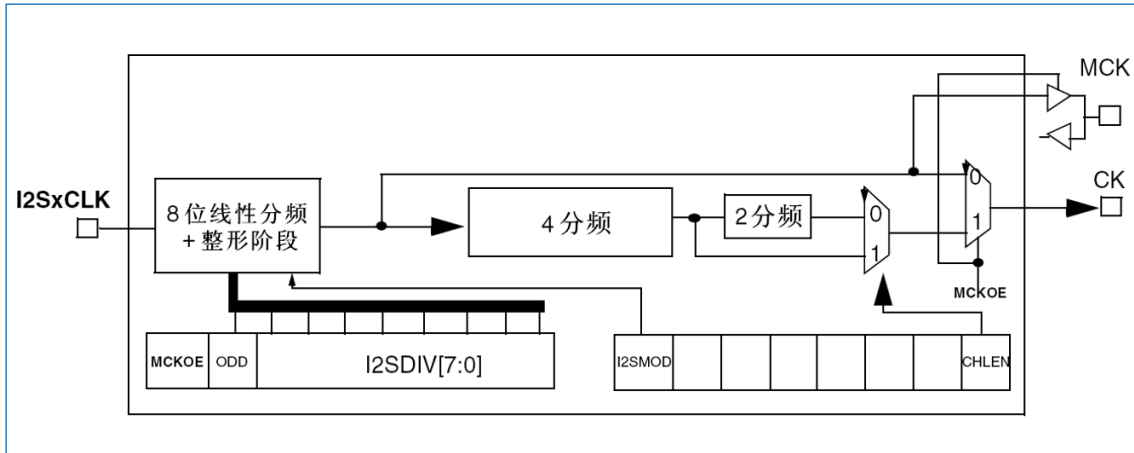 MCK
I2SxCLK
8位线性分频
+整形阶段
4分频
2分频
0
1
0
1
CK
MCKOE
MCKOE
ODD
I2SDIV[7:0]
I2SMOD
CHLEN